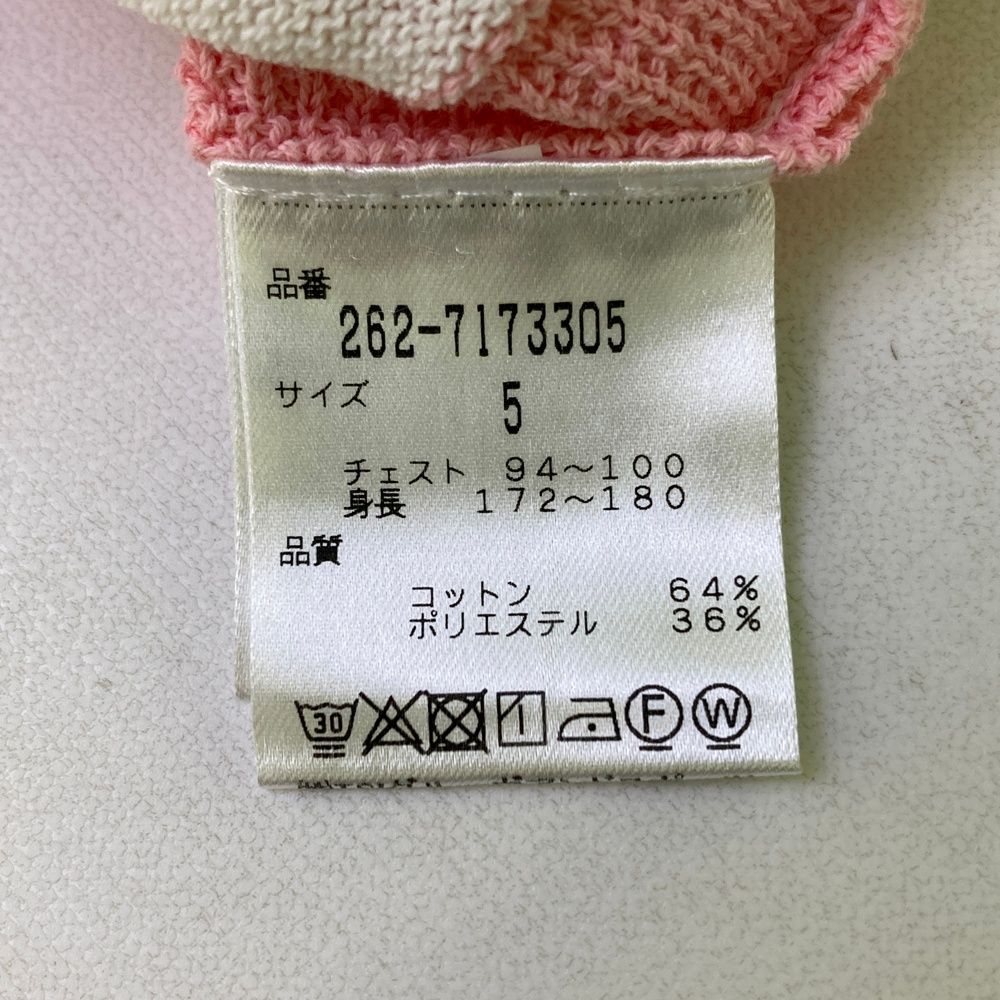 品番
262-7173305
サイズ 5
チェスト 94～100
身長 172～180
品質
コットン 64%
ポリエステル 36%
30 F W